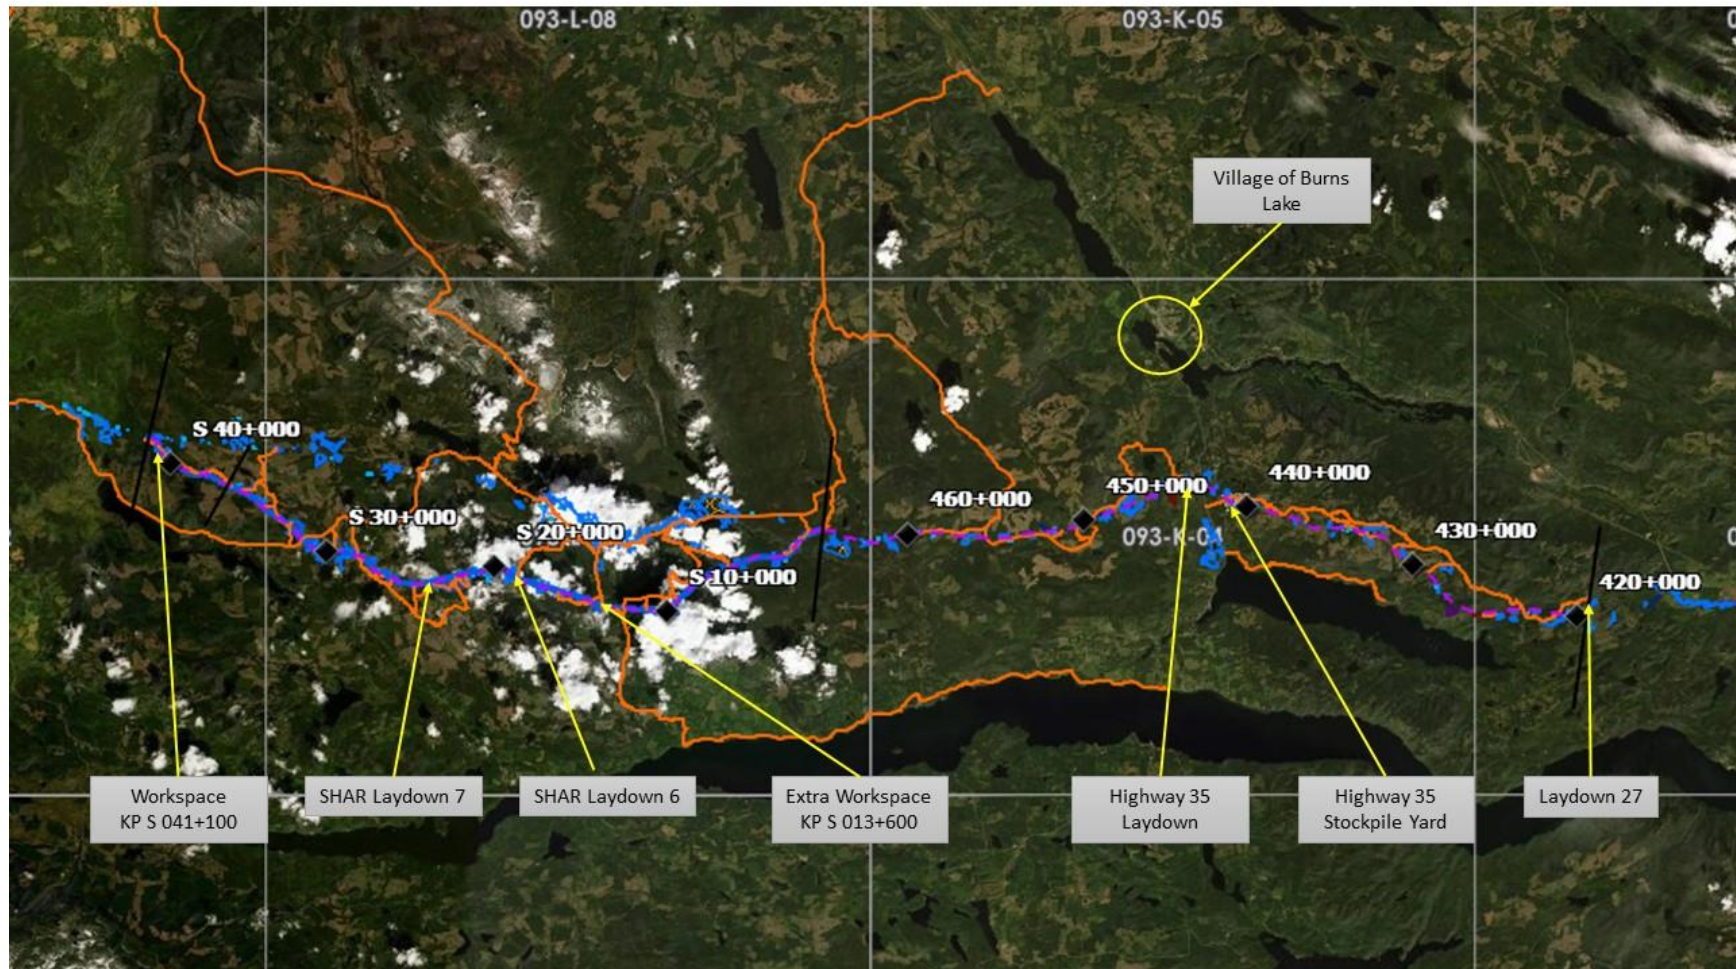 093-L-08
093-K-05
Village of Burns
Lake
S 40+000
S 30+000
S 20+000
S 10+000
460+000
450+000
440+000
430+000
420+000
Workspace
KP S 041+100
SHAR Laydown 7
SHAR Laydown 6
Extra Workspace
KP S 013+600
Highway 35
Laydown
Highway 35
Stockpile Yard
Laydown 27